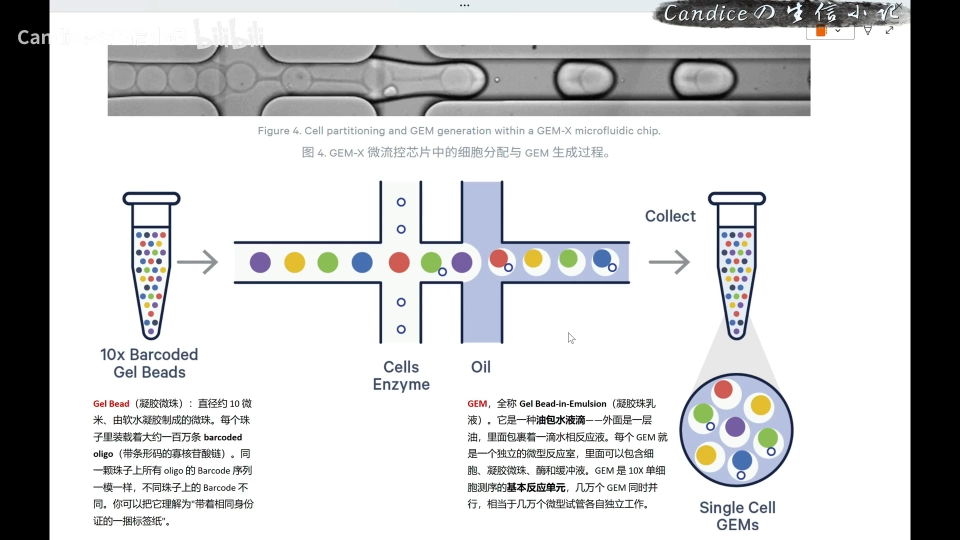 Candiceの生信小记
Figure 4. Cell partitioning and GEM generation within a GEM-X microfluidic chip.
图 4. GEM-X 微流控芯片中的细胞分配与 GEM 生成过程。
Collect
10x Barcoded
Gel Beads
Cells
Enzyme
Oil
Gel Bead（凝胶微珠）：直径约 10 微
米、由软水凝胶制成的微珠。每个珠
子里装载着大约一百万条 barcoded
oligo（带条形码的寡核苷酸链）。同
一颗珠子上所有 oligo 的 Barcode 序列
一模一样，不同珠子上的 Barcode 不
同。你可以把它理解为“带着相同身份
证的一捆标签纸”。
GEM，全称 Gel Bead-in-Emulsion（凝胶珠乳
液）。它是一种油包水液滴——外面是一层
油，里面包裹着一滴水相反应液。每个 GEM 就
是一个独立的微型反应室，里面可以包含细
胞、凝胶微珠、酶和缓冲液。GEM 是 10X 单细
胞测序的基本反应单元，几万个 GEM 同时并
行，相当于几万个微型试管各自独立工作。
Single Cell
GEMs